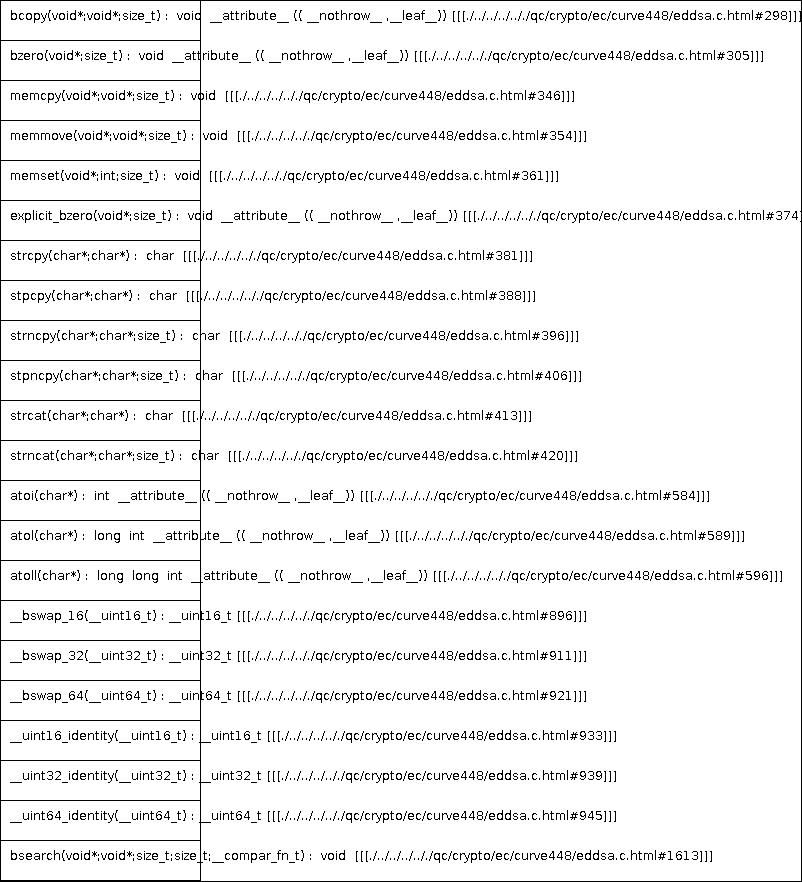 bcopy(void*;void*;size_t) : void __attribute__ (( __nothrow__ ,__leaf__)) [[[./../../../././qc/crypto/ec/curve448/eddsa.c.html#298]]]
bzero(void*;size_t) : void __attribute__ (( __nothrow__ ,__leaf__)) [[[./../../../././qc/crypto/ec/curve448/eddsa.c.html#305]]]
memcpy(void*;void*;size_t) : void [[[./../../../././qc/crypto/ec/curve448/eddsa.c.html#346]]]
memmove(void*;void*;size_t) : void [[[./../../../././qc/crypto/ec/curve448/eddsa.c.html#354]]]
memset(void*;int;size_t) : void [[[./../../../././qc/crypto/ec/curve448/eddsa.c.html#361]]]
explicit_bzero(void*;size_t) : void __attribute__ (( __nothrow__ ,__leaf__)) [[[./../../../././qc/crypto/ec/curve448/eddsa.c.html#374]
strcpy(char*;char*) : char [[[./../../../././qc/crypto/ec/curve448/eddsa.c.html#381]]]
stpcpy(char*;char*) : char [[[./../../../././qc/crypto/ec/curve448/eddsa.c.html#388]]]
strncpy(char*;char*;size_t) : char [[[./../../../././qc/crypto/ec/curve448/eddsa.c.html#396]]]
stpncpy(char*;char*;size_t) : char [[[./../../../././qc/crypto/ec/curve448/eddsa.c.html#406]]]
strcat(char*;char*) : char [[[./../../../././qc/crypto/ec/curve448/eddsa.c.html#413]]]
strncat(char*;char*;size_t) : char [[[./../../../././qc/crypto/ec/curve448/eddsa.c.html#420]]]
atoi(char*) : int __attribute__ (( __nothrow__ ,__leaf__)) [[[./../../../././qc/crypto/ec/curve448/eddsa.c.html#584]]]
atol(char*) : long int __attribute__ (( __nothrow__ ,__leaf__)) [[[./../../../././qc/crypto/ec/curve448/eddsa.c.html#589]]]
atoll(char*) : long long int __attribute__ (( __nothrow__ ,__leaf__)) [[[./../../../././qc/crypto/ec/curve448/eddsa.c.html#596]]]
__bswap_16(__uint16_t) : __uint16_t [[[./../../../././qc/crypto/ec/curve448/eddsa.c.html#896]]]
__bswap_32(__uint32_t) : __uint32_t [[[./../../../././qc/crypto/ec/curve448/eddsa.c.html#911]]]
__bswap_64(__uint64_t) : __uint64_t [[[./../../../././qc/crypto/ec/curve448/eddsa.c.html#921]]]
__uint16_identity(__uint16_t) : __uint16_t [[[./../../../././qc/crypto/ec/curve448/eddsa.c.html#933]]]
__uint32_identity(__uint32_t) : __uint32_t [[[./../../../././qc/crypto/ec/curve448/eddsa.c.html#939]]]
__uint64_identity(__uint64_t) : __uint64_t [[[./../../../././qc/crypto/ec/curve448/eddsa.c.html#945]]]
bsearch(void*;void*;size_t;size_t;__compar_fn_t) : void [[[./../../../././qc/crypto/ec/curve448/eddsa.c.html#1613]]]